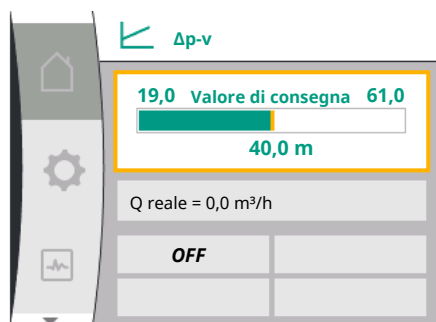 Δp-v
19,0 Valore di consegna 61,0
40,0 m
Q reale = 0,0 m³/h
OFF